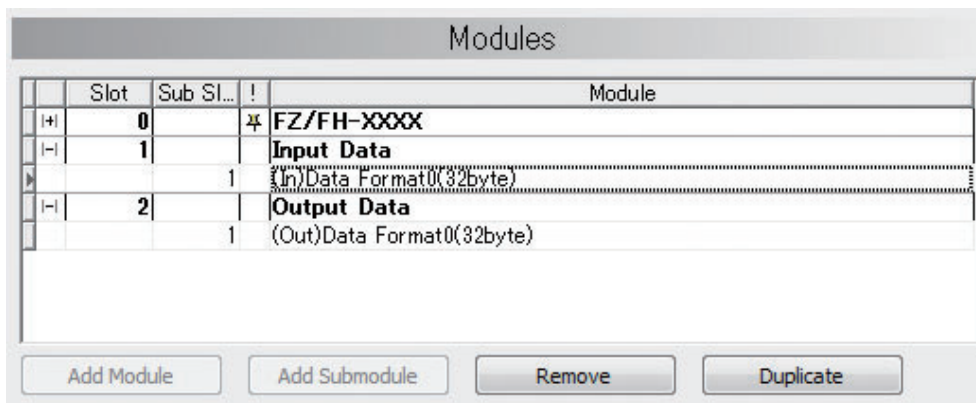 Modules
Slot Sub Sl... ! Module
0 FZ/FH-XXXX
1 Input Data
1 (In)Data Format0(32byte)
2 Output Data
1 (Out)Data Format0(32byte)
Add Module Add Submodule Remove Duplicate